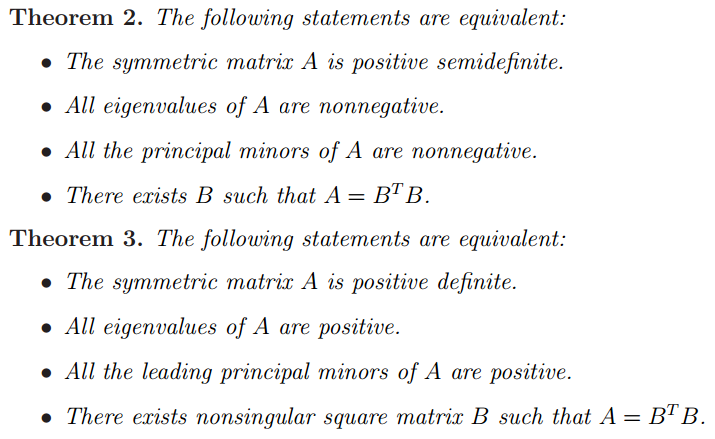 Theorem 2. The following statements are equivalent:
• The symmetric matrix A is positive semidefinite.
• All eigenvalues of A are nonnegative.
• All the principal minors of A are nonnegative.
• There exists B such that A = BᵀB.
Theorem 3. The following statements are equivalent:
• The symmetric matrix A is positive definite.
• All eigenvalues of A are positive.
• All the leading principal minors of A are positive.
• There exists nonsingular square matrix B such that A = BᵀB.